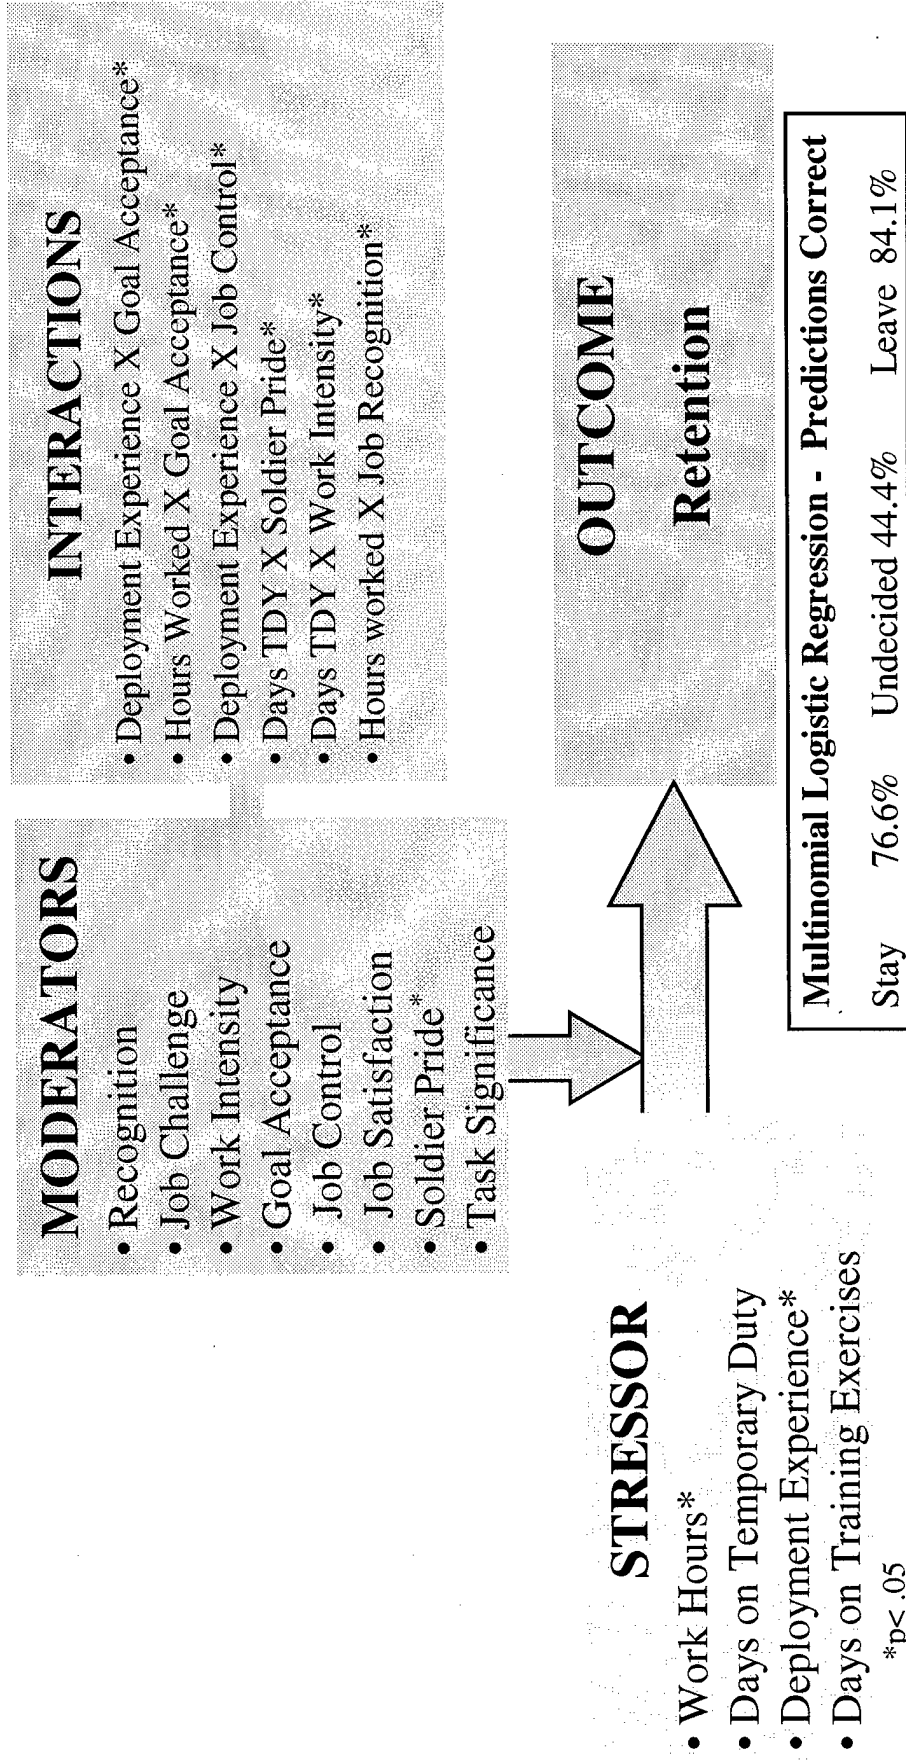 MODERATORS
• Recognition
• Job Challenge
• Work Intensity
• Goal Acceptance
• Job Control
• Job Satisfaction
• Soldier Pride*
• Task Significance
INTERACTIONS
• Deployment Experience X Goal Acceptance*
• Hours Worked X Goal Acceptance*
• Deployment Experience X Job Control*
• Days TDY X Soldier Pride*
• Days TDY X Work Intensity*
• Hours worked X Job Recognition*
STRESSOR
• Work Hours*
• Days on Temporary Duty
• Deployment Experience*
• Days on Training Exercises
*p< .05
OUTCOME
Retention
Multinomial Logistic Regression - Predictions Correct
Stay 76.6% Undecided 44.4% Leave 84.1%